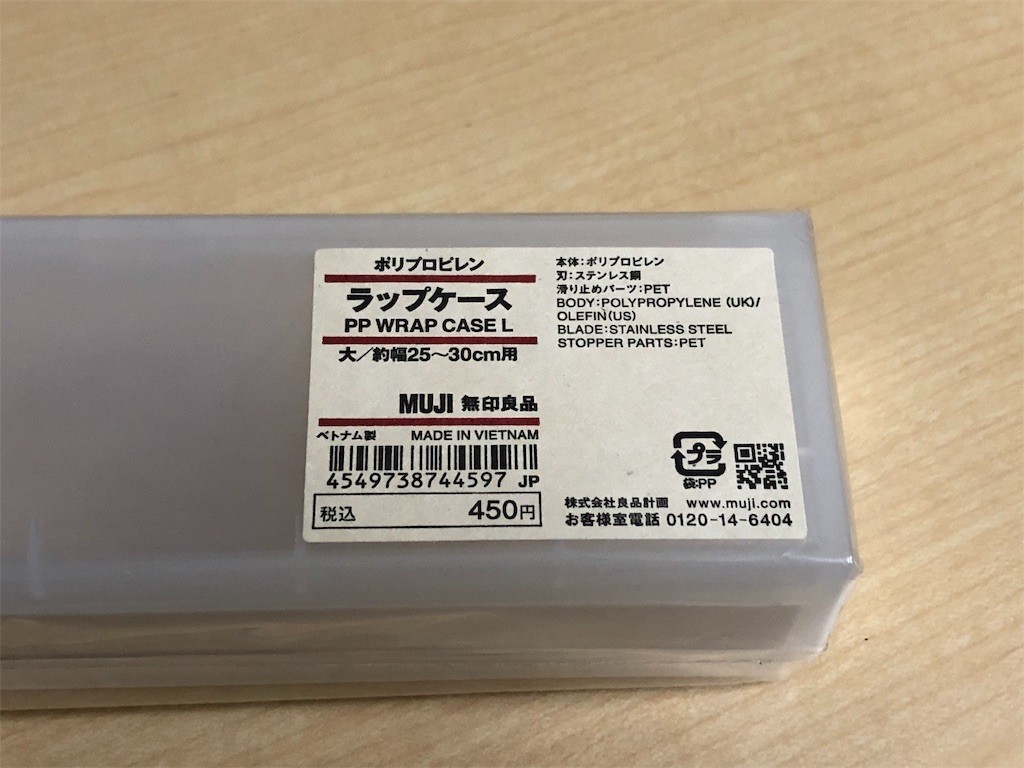 ポリプロピレン
ラップケース
PP WRAP CASE L
大/約幅25～30cm用
MUJI 無印良品
ベトナム製 MADE IN VIETNAM
4549738744597 JP
税込 450円
本体:ポリプロピレン
刃:ステンレス鋼
滑り止めパーツ:PET
BODY:POLYPROPYLENE (UK)/
OLEFIN(US)
BLADE:STAINLESS STEEL
STOPPER PARTS:PET
プラ
袋:PP
株式会社良品計画 www.muji.com
お客様室電話 0120-14-6404